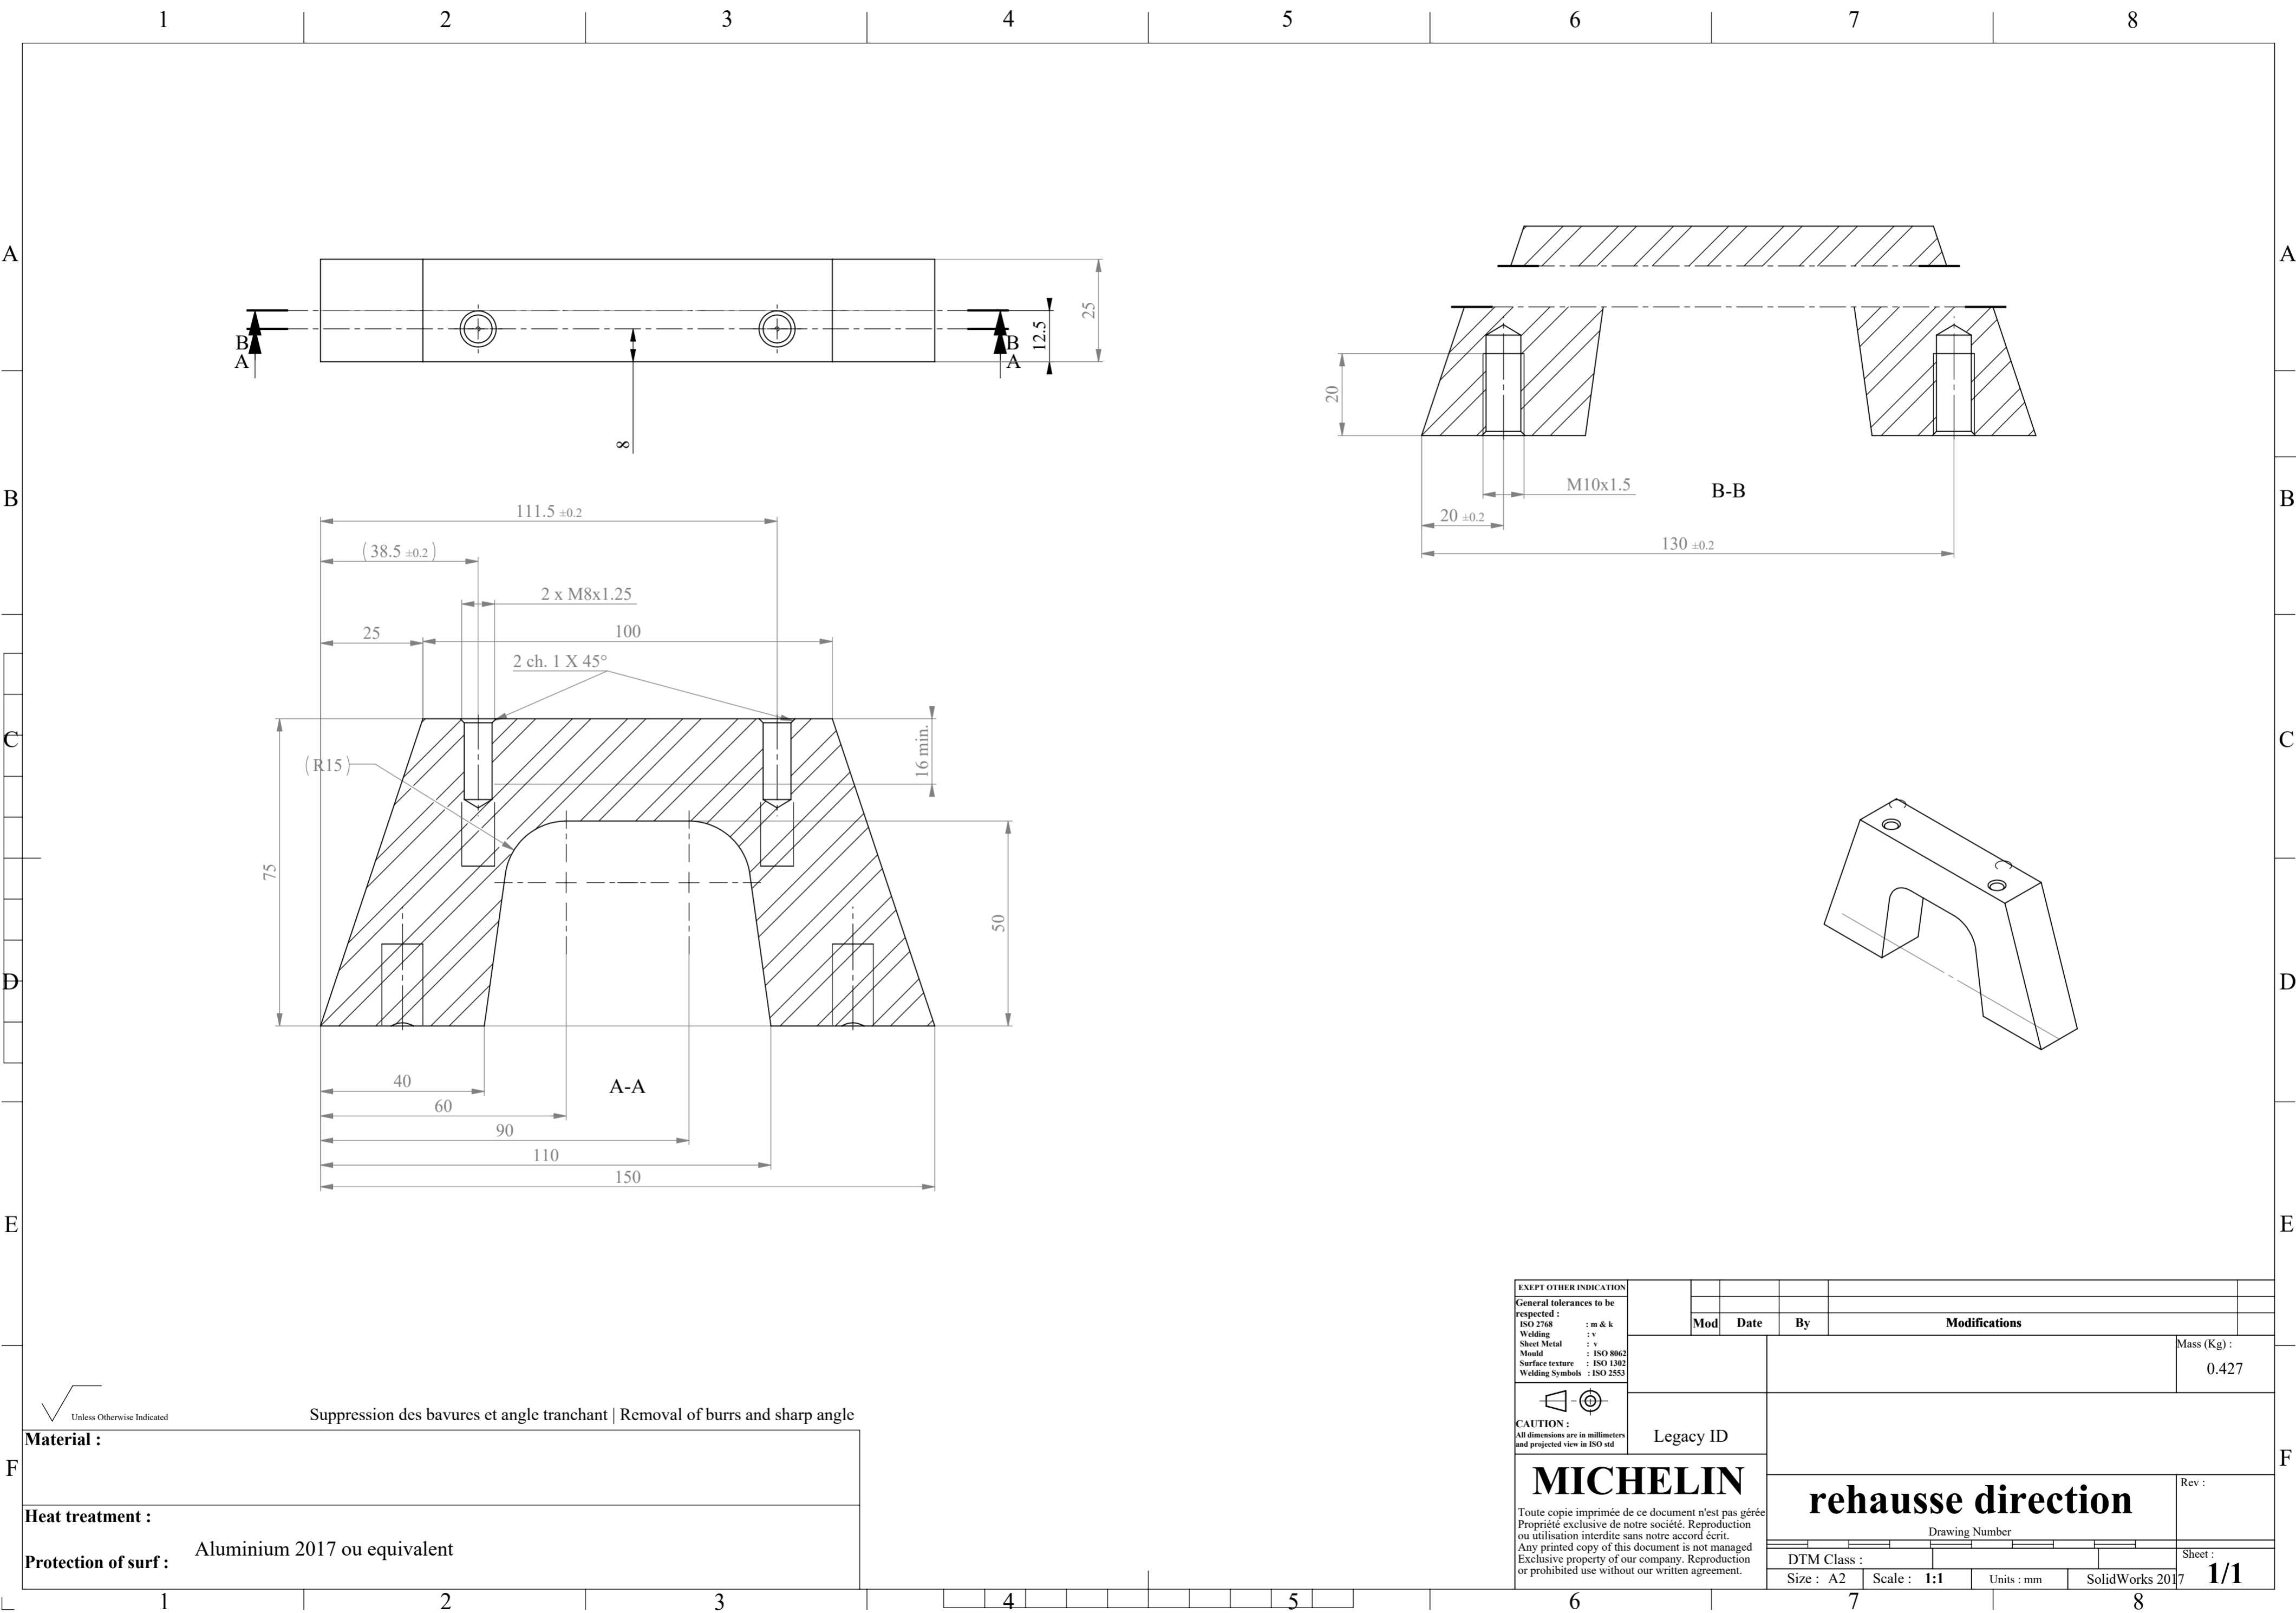 1 2 3 4 5 6 7 8
A A
25
12.5
B B
A A
8
20
M10x1.5
B-B
20 ±0.2
130 ±0.2
B B
111.5 ±0.2
(38.5 ±0.2)
2 x M8x1.25
25 100
2 ch. 1 X 45°
C C
16 min.
(R15)
75
50
D D
40
A-A
60
90
110
150
E E
EXEPT OTHER INDICATION
General tolerances to be
respected :
ISO 2768 : m & k
Welding : v
Sheet Metal : v
Mould : ISO 8062
Surface texture : ISO 1302
Welding Symbols : ISO 2553
Mod Date By Modifications
Mass (Kg) :
0.427
CAUTION :
All dimensions are in millimeters
and projected view in ISO std
Legacy ID
Unless Otherwise Indicated
Suppression des bavures et angle tranchant | Removal of burrs and sharp angle
Material :
F F
Heat treatment :
Aluminium 2017 ou equivalent
Protection of surf :
MICHELIN
Toute copie imprimée de ce document n'est pas gérée
Propriété exclusive de notre société. Reproduction
ou utilisation interdite sans notre accord écrit.
Any printed copy of this document is not managed
Exclusive property of our company. Reproduction
or prohibited use without our written agreement.
rehausse direction
Rev :
Drawing Number
DTM Class :
Sheet :
1/1
Size : A2 Scale : 1:1 Units : mm SolidWorks 2017
1 2 3 4 5 6 7 8